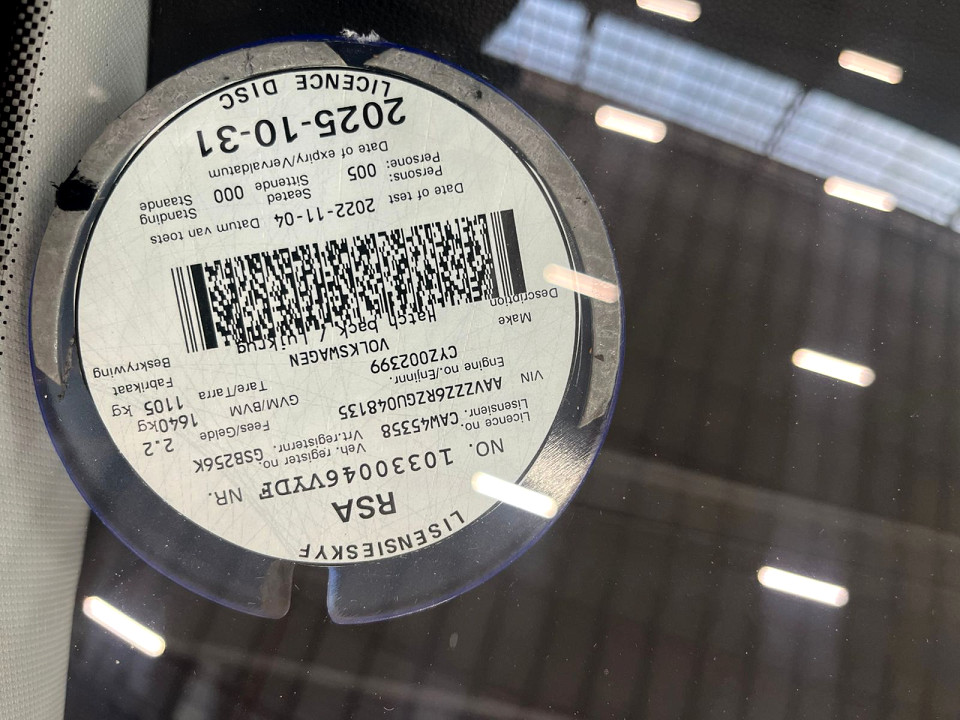 LISENSIESKYF
RSA
NO. 10330046VYDF NR.
Licence no./ Lisensienr. CAN45358 Veh. register no./ Vrt.registernr. GSB256K
VIN AAVZZZ6RZGU048135 Fees/Gelde 2.2
Engine no./Enjinnr. CYZ002399 GVM/BVM 1640kg
Tare/Tarra 1105 kg
Make VOLKSWAGEN Fabrikaat
Description Hatch back / Luikrug Beskrywing
Date of test 2022-11-04 Datum van toets
Persons: Persone: 005 Seated Sittende 000 Standing Staande
Date of expiry/Vervaldatum
2025-10-31
LICENCE DISC